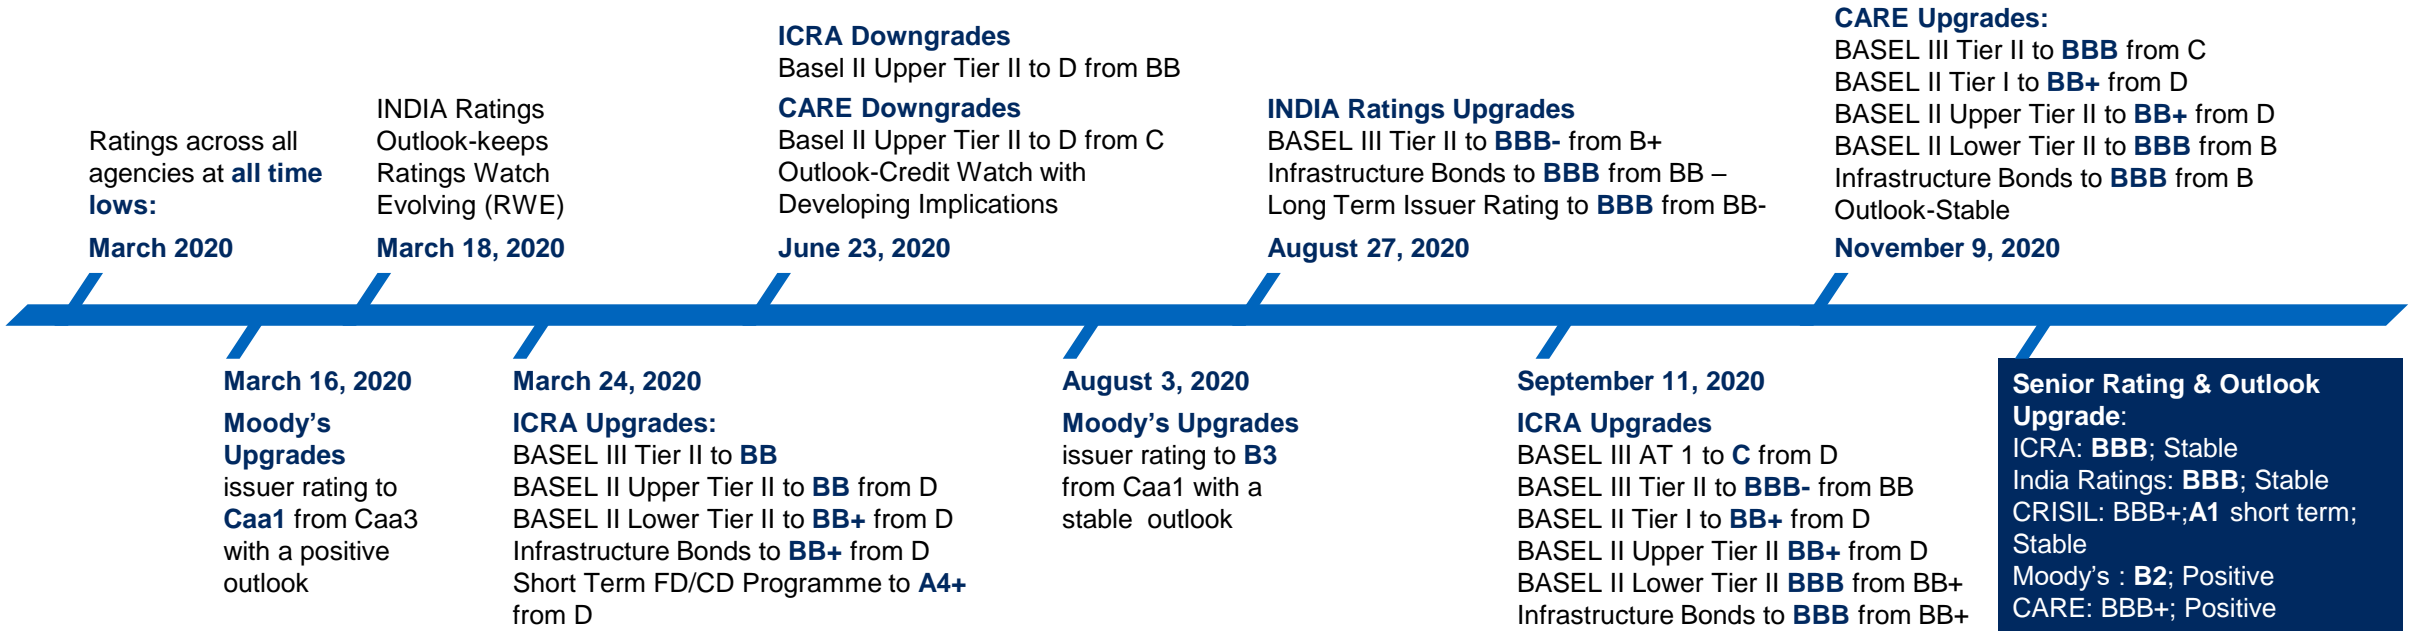 Ratings across all
agencies at all time
lows:
March 2020
INDIA Ratings
Outlook-keeps
Ratings Watch
Evolving (RWE)
March 18, 2020
ICRA Downgrades
Basel II Upper Tier II to D from BB
CARE Downgrades
Basel II Upper Tier II to D from C
Outlook-Credit Watch with
Developing Implications
June 23, 2020
INDIA Ratings Upgrades
BASEL III Tier II to BBB- from B+
Infrastructure Bonds to BBB from BB –
Long Term Issuer Rating to BBB from BB-
August 27, 2020
CARE Upgrades:
BASEL III Tier II to BBB from C
BASEL II Tier I to BB+ from D
BASEL II Upper Tier II to BB+ from D
BASEL II Lower Tier II to BBB from B
Infrastructure Bonds to BBB from B
Outlook-Stable
November 9, 2020
March 16, 2020
Moody’s
Upgrades
issuer rating to
Caa1 from Caa3
with a positive
outlook
March 24, 2020
ICRA Upgrades:
BASEL III Tier II to BB
BASEL II Upper Tier II to BB from D
BASEL II Lower Tier II to BB+ from D
Infrastructure Bonds to BB+ from D
Short Term FD/CD Programme to A4+
from D
August 3, 2020
Moody’s Upgrades
issuer rating to B3
from Caa1 with a
stable outlook
September 11, 2020
ICRA Upgrades
BASEL III AT 1 to C from D
BASEL III Tier II to BBB- from BB
BASEL II Tier I to BB+ from D
BASEL II Upper Tier II BB+ from D
BASEL II Lower Tier II BBB from BB+
Infrastructure Bonds to BBB from BB+
Senior Rating & Outlook
Upgrade:
ICRA: BBB; Stable
India Ratings: BBB; Stable
CRISIL: BBB+;A1 short term;
Stable
Moody’s : B2; Positive
CARE: BBB+; Positive